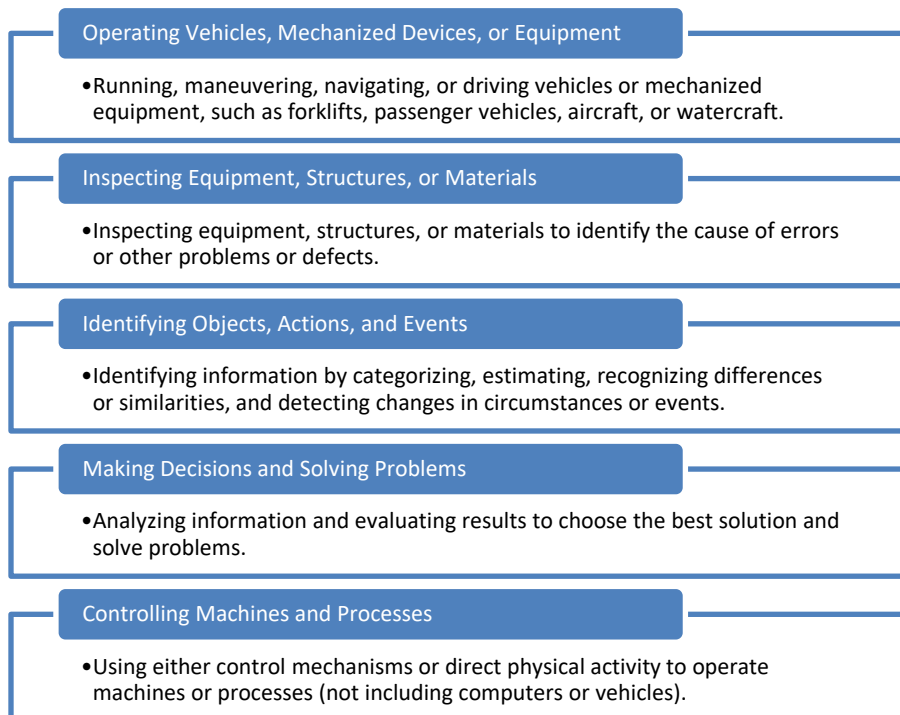 Operating Vehicles, Mechanized Devices, or Equipment
•Running, maneuvering, navigating, or driving vehicles or mechanized
equipment, such as forklifts, passenger vehicles, aircraft, or watercraft.
Inspecting Equipment, Structures, or Materials
•Inspecting equipment, structures, or materials to identify the cause of errors
or other problems or defects.
Identifying Objects, Actions, and Events
•Identifying information by categorizing, estimating, recognizing differences
or similarities, and detecting changes in circumstances or events.
Making Decisions and Solving Problems
•Analyzing information and evaluating results to choose the best solution and
solve problems.
Controlling Machines and Processes
•Using either control mechanisms or direct physical activity to operate
machines or processes (not including computers or vehicles).